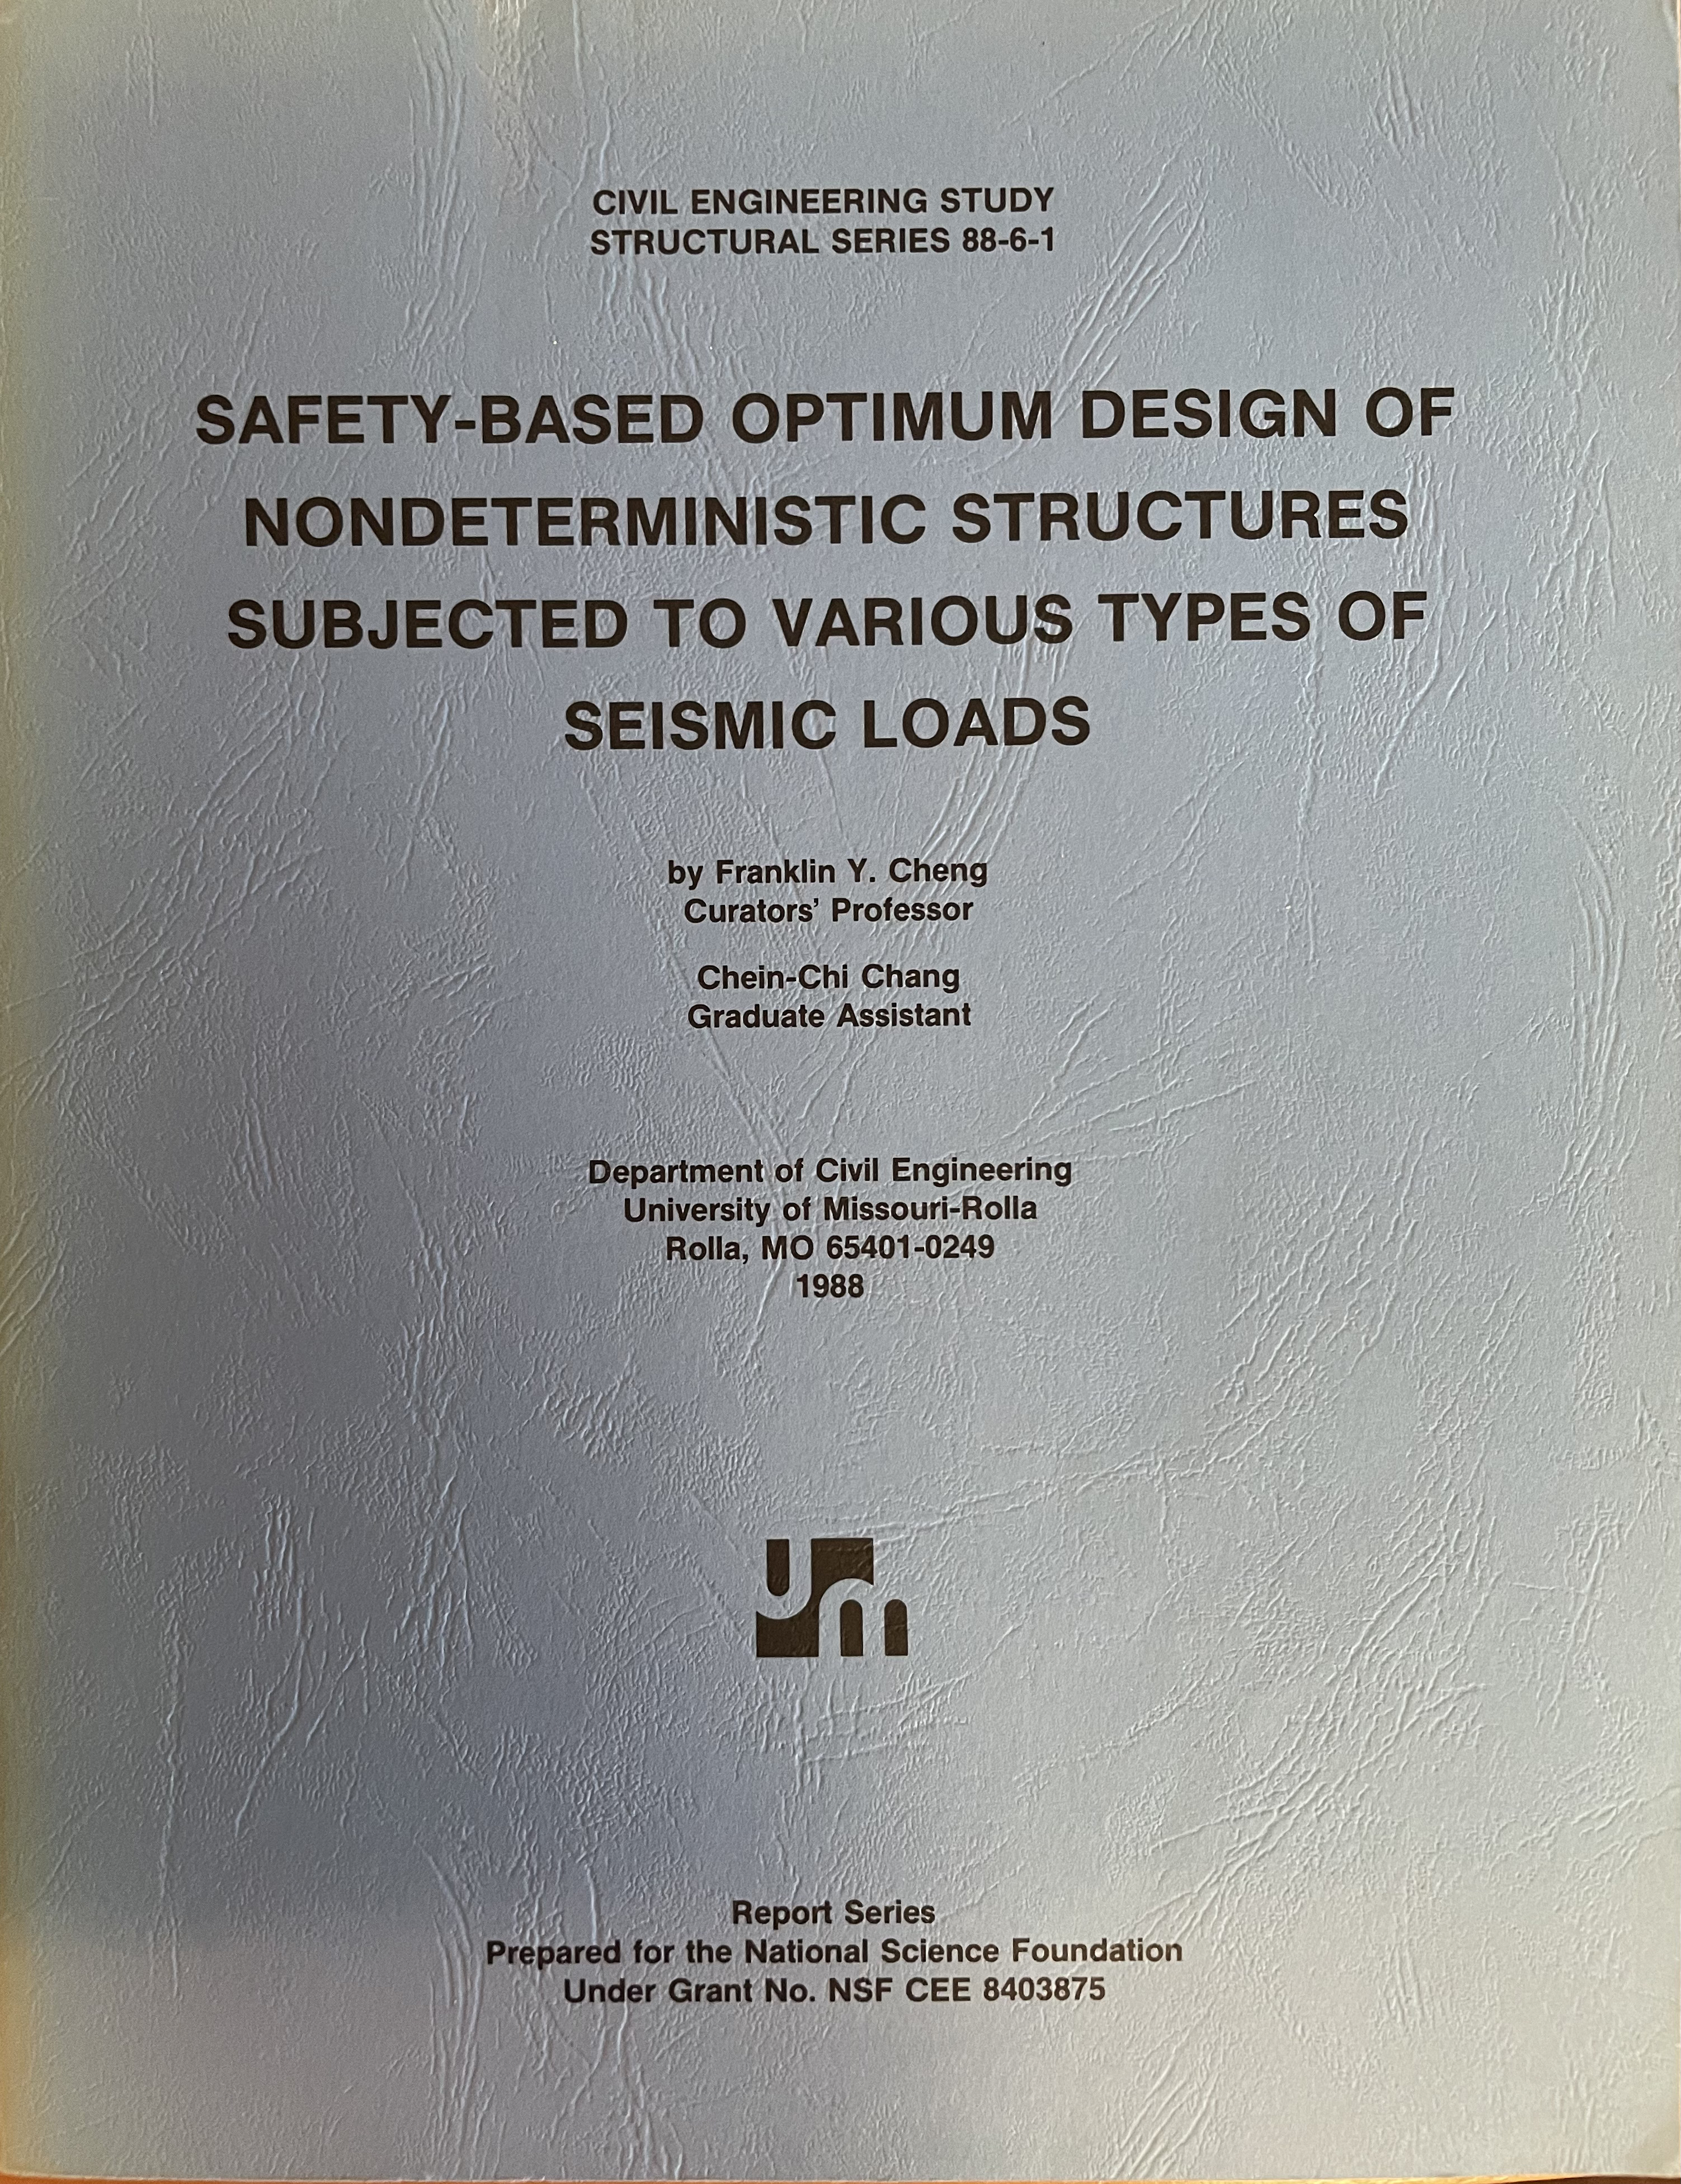 CIVIL ENGINEERING STUDY
STRUCTURAL SERIES 88-6-1
SAFETY-BASED OPTIMUM DESIGN OF
NONDETERMINISTIC STRUCTURES
SUBJECTED TO VARIOUS TYPES OF
SEISMIC LOADS
by Franklin Y. Cheng
Curators' Professor
Chein-Chi Chang
Graduate Assistant
Department of Civil Engineering
University of Missouri-Rolla
Rolla, MO 65401-0249
1988
um
Report Series
Prepared for the National Science Foundation
Under Grant No. NSF CEE 8403875